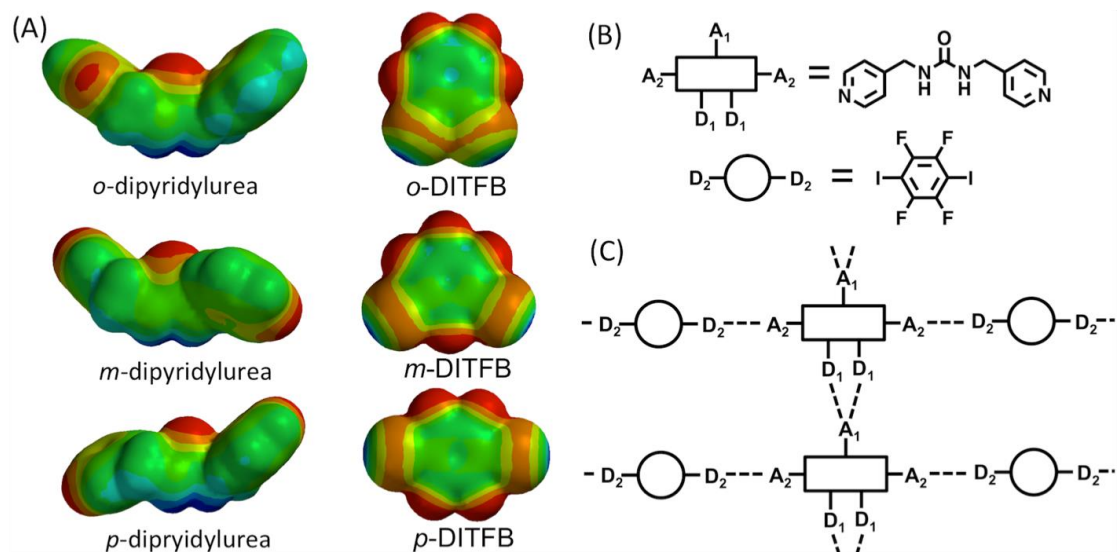 (A)
o-dipyridylurea
o-DITFB
m-dipyridylurea
m-DITFB
p-dipryidylurea
p-DITFB
(B)
A₁
A₂ A₂ =
D₁ D₁
O
N N H N H N
D₂ D₂ =
F F
I I
F F
(C)
A₁
D₂ D₂ A₂ A₂ D₂ D₂
D₁ D₁
A₁
D₂ D₂ A₂ A₂ D₂ D₂
D₁ D₁